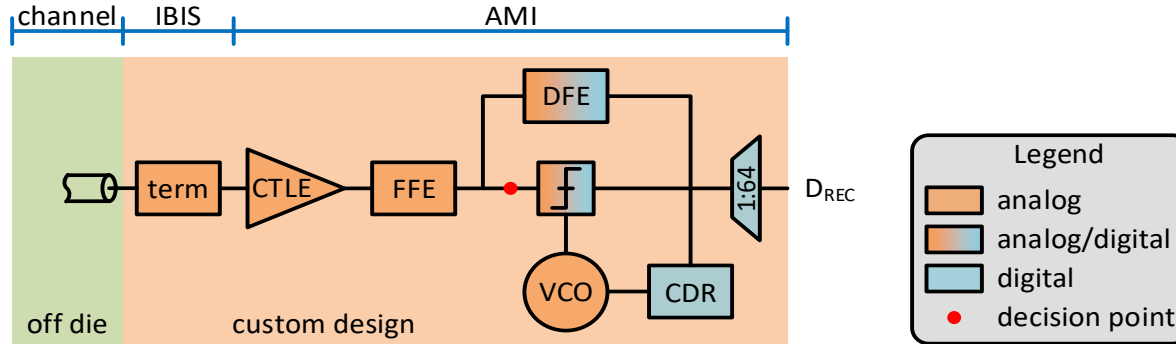 channel IBIS AMI
DFE
term CTLE FFE 1:64 D_REC
VCO CDR
off die custom design
Legend
analog
analog/digital
digital
decision point